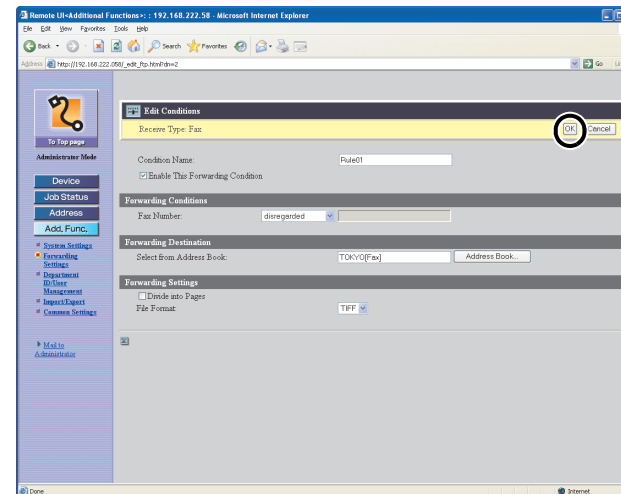 Remote UI<Additional Functions>: : 192.168.222.58 - Microsoft Internet Explorer
File Edit View Favorites Tools Help
Back Search Favorites
Address http://192.168.222.058/_edit_ftp.html?dn=2 Go
Edit Conditions
Receive Type: Fax OK Cancel
To Top page
Administrator Mode
Condition Name: Rule01
Enable This Forwarding Condition
Device
Job Status
Address
Add. Func.
Forwarding Conditions
Fax Number: disregarded
System Settings
Forwarding
Settings
Department
ID/User
Management
Import/Export
Common Settings
Forwarding Destination
Select from Address Book: TOKYO[Fax] Address Book...
Forwarding Settings
Divide into Pages
File Format: TIFF
Mail to
Administrator
Done Internet